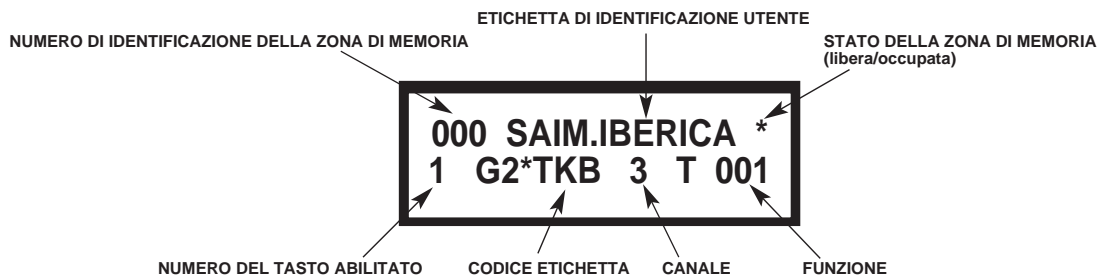 ETICHETTA DI IDENTIFICAZIONE UTENTE
NUMERO DI IDENTIFICAZIONE DELLA ZONA DI MEMORIA
STATO DELLA ZONA DI MEMORIA
(libera/occupata)
000 SAIM.IBERICA *
1 G2*TKB 3 T 001
NUMERO DEL TASTO ABILITATO CODICE ETICHETTA CANALE FUNZIONE